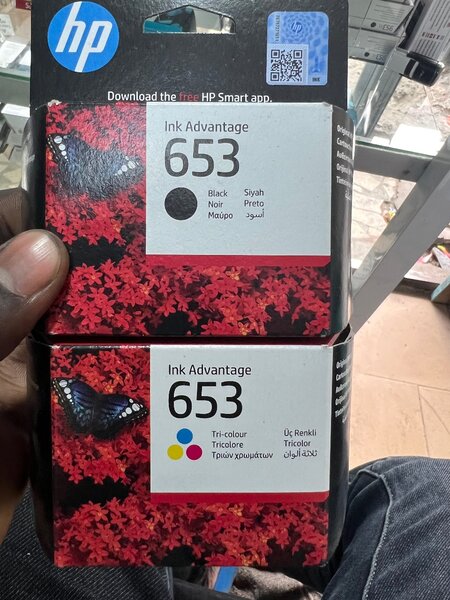 hp
INK
Download the free HP Smart app.
Ink Advantage
653
Black Siyah
Noir Preto
Μαύρο أسود
Ink Advantage
653
Tri-colour Üç Renkli
Tricolore Tricolor
Τριών χρωμάτων ثلاثة ألوان